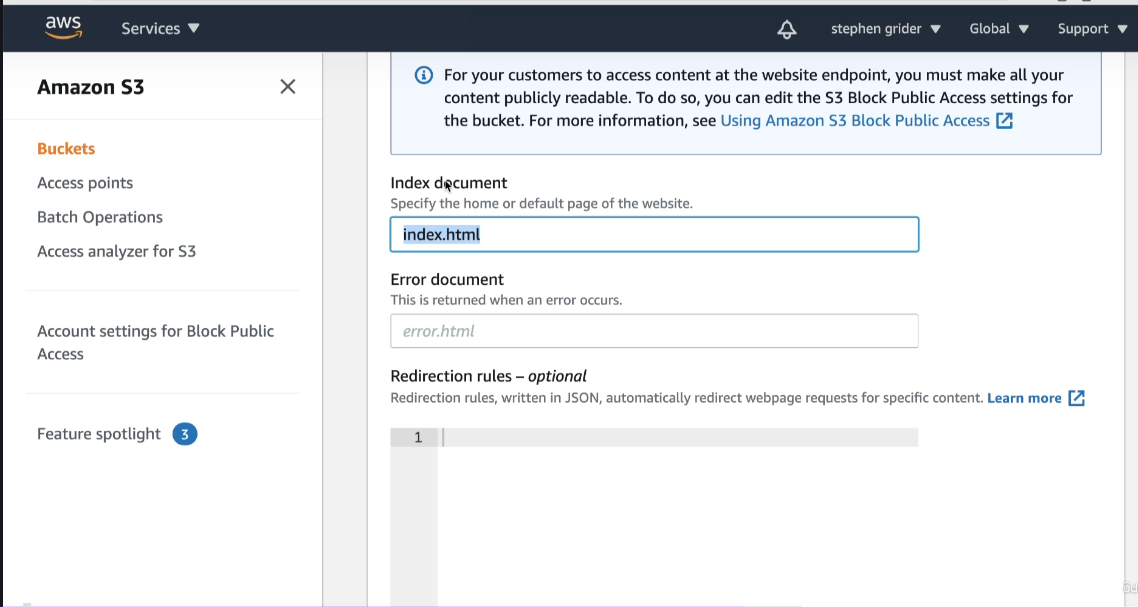 aws
Services ▼
stephen grider ▼
Global ▼
Support ▼
Amazon S3
Buckets
Access points
Batch Operations
Access analyzer for S3
Account settings for Block Public
Access
Feature spotlight 3
For your customers to access content at the website endpoint, you must make all your
content publicly readable. To do so, you can edit the S3 Block Public Access settings for
the bucket. For more information, see Using Amazon S3 Block Public Access
Index document
Specify the home or default page of the website.
index.html
Error document
This is returned when an error occurs.
error.html
Redirection rules – optional
Redirection rules, written in JSON, automatically redirect webpage requests for specific content. Learn more
1